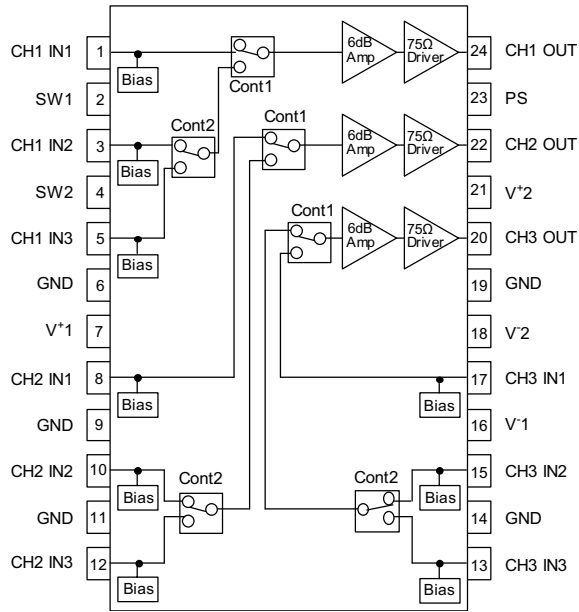 CH1 IN1 1
SW1 2
CH1 IN2 3
SW2 4
CH1 IN3 5
GND 6
V+1 7
CH2 IN1 8
GND 9
CH2 IN2 10
GND 11
CH2 IN3 12
Bias
Bias
Bias
Bias
Bias
Bias
Cont1
Cont2
Cont1
Cont1
Cont2
Cont2
6dB
Amp
75Ω
Driver
6dB
Amp
75Ω
Driver
6dB
Amp
75Ω
Driver
Bias
Bias
Bias
24 CH1 OUT
23 PS
22 CH2 OUT
21 V+2
20 CH3 OUT
19 GND
18 V-2
17 CH3 IN1
16 V-1
15 CH3 IN2
14 GND
13 CH3 IN3